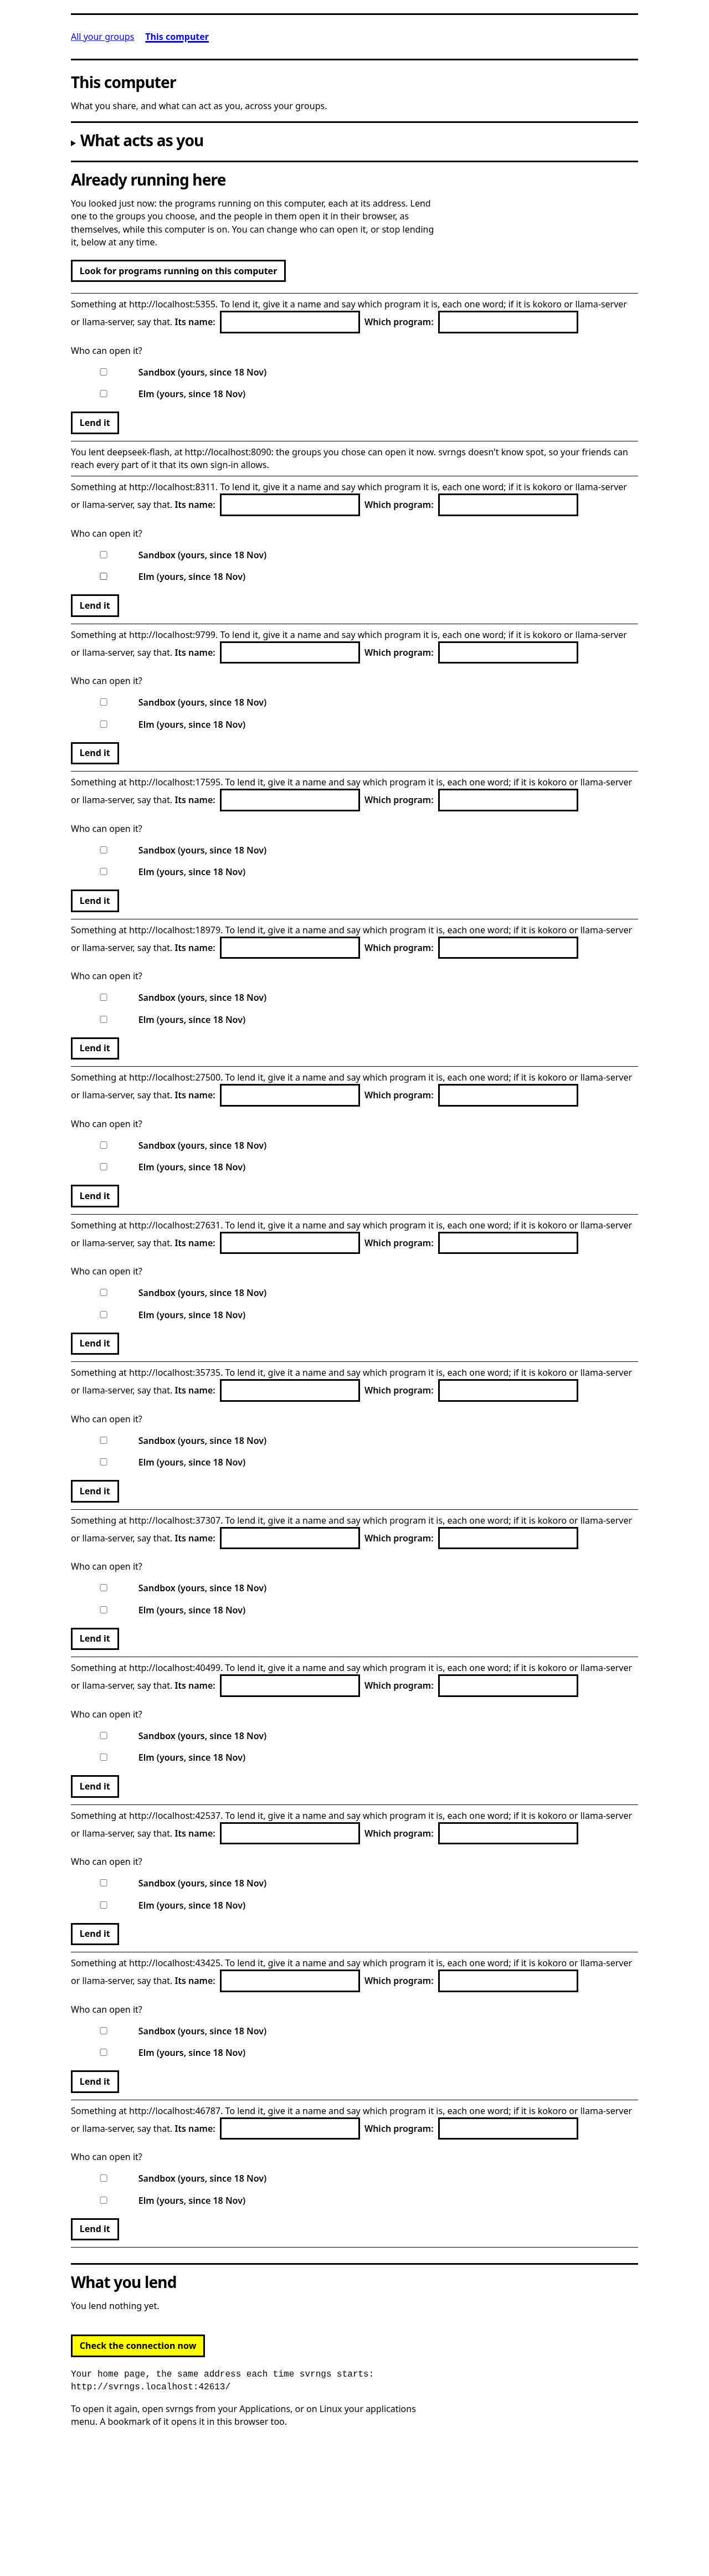 All your groups This computer
This computer
What you share, and what can act as you, across your groups.
What acts as you
Already running here
You looked just now: the programs running on this computer, each at its address. Lend
one to the groups you choose, and the people in them open it in their browser, as
themselves, while this computer is on. You can change who can open it, or stop lending
it, below at any time.
Look for programs running on this computer
Something at http://localhost:5355. To lend it, give it a name and say which program it is, each one word; if it is kokoro or llama-server
or llama-server, say that. Its name: Which program:
Who can open it?
Sandbox (yours, since 18 Nov)
Elm (yours, since 18 Nov)
Lend it
You lent deepseek-flash, at http://localhost:8090: the groups you chose can open it now. svrngs doesn't know spot, so your friends can
reach every part of it that its own sign-in allows.
Something at http://localhost:8311. To lend it, give it a name and say which program it is, each one word; if it is kokoro or llama-server
or llama-server, say that. Its name: Which program:
Who can open it?
Sandbox (yours, since 18 Nov)
Elm (yours, since 18 Nov)
Lend it
Something at http://localhost:9799. To lend it, give it a name and say which program it is, each one word; if it is kokoro or llama-server
or llama-server, say that. Its name: Which program:
Who can open it?
Sandbox (yours, since 18 Nov)
Elm (yours, since 18 Nov)
Lend it
Something at http://localhost:17595. To lend it, give it a name and say which program it is, each one word; if it is kokoro or llama-server
or llama-server, say that. Its name: Which program:
Who can open it?
Sandbox (yours, since 18 Nov)
Elm (yours, since 18 Nov)
Lend it
Something at http://localhost:18979. To lend it, give it a name and say which program it is, each one word; if it is kokoro or llama-server
or llama-server, say that. Its name: Which program:
Who can open it?
Sandbox (yours, since 18 Nov)
Elm (yours, since 18 Nov)
Lend it
Something at http://localhost:27500. To lend it, give it a name and say which program it is, each one word; if it is kokoro or llama-server
or llama-server, say that. Its name: Which program:
Who can open it?
Sandbox (yours, since 18 Nov)
Elm (yours, since 18 Nov)
Lend it
Something at http://localhost:27631. To lend it, give it a name and say which program it is, each one word; if it is kokoro or llama-server
or llama-server, say that. Its name: Which program:
Who can open it?
Sandbox (yours, since 18 Nov)
Elm (yours, since 18 Nov)
Lend it
Something at http://localhost:35735. To lend it, give it a name and say which program it is, each one word; if it is kokoro or llama-server
or llama-server, say that. Its name: Which program:
Who can open it?
Sandbox (yours, since 18 Nov)
Elm (yours, since 18 Nov)
Lend it
Something at http://localhost:37307. To lend it, give it a name and say which program it is, each one word; if it is kokoro or llama-server
or llama-server, say that. Its name: Which program:
Who can open it?
Sandbox (yours, since 18 Nov)
Elm (yours, since 18 Nov)
Lend it
Something at http://localhost:40499. To lend it, give it a name and say which program it is, each one word; if it is kokoro or llama-server
or llama-server, say that. Its name: Which program:
Who can open it?
Sandbox (yours, since 18 Nov)
Elm (yours, since 18 Nov)
Lend it
Something at http://localhost:42537. To lend it, give it a name and say which program it is, each one word; if it is kokoro or llama-server
or llama-server, say that. Its name: Which program:
Who can open it?
Sandbox (yours, since 18 Nov)
Elm (yours, since 18 Nov)
Lend it
Something at http://localhost:43425. To lend it, give it a name and say which program it is, each one word; if it is kokoro or llama-server
or llama-server, say that. Its name: Which program:
Who can open it?
Sandbox (yours, since 18 Nov)
Elm (yours, since 18 Nov)
Lend it
Something at http://localhost:46787. To lend it, give it a name and say which program it is, each one word; if it is kokoro or llama-server
or llama-server, say that. Its name: Which program:
Who can open it?
Sandbox (yours, since 18 Nov)
Elm (yours, since 18 Nov)
Lend it
What you lend
You lend nothing yet.
Check the connection now
Your home page, the same address each time svrngs starts:
http://svrngs.localhost:42613/
To open it again, open svrngs from your Applications, or on Linux your applications
menu. A bookmark of it opens it in this browser too.